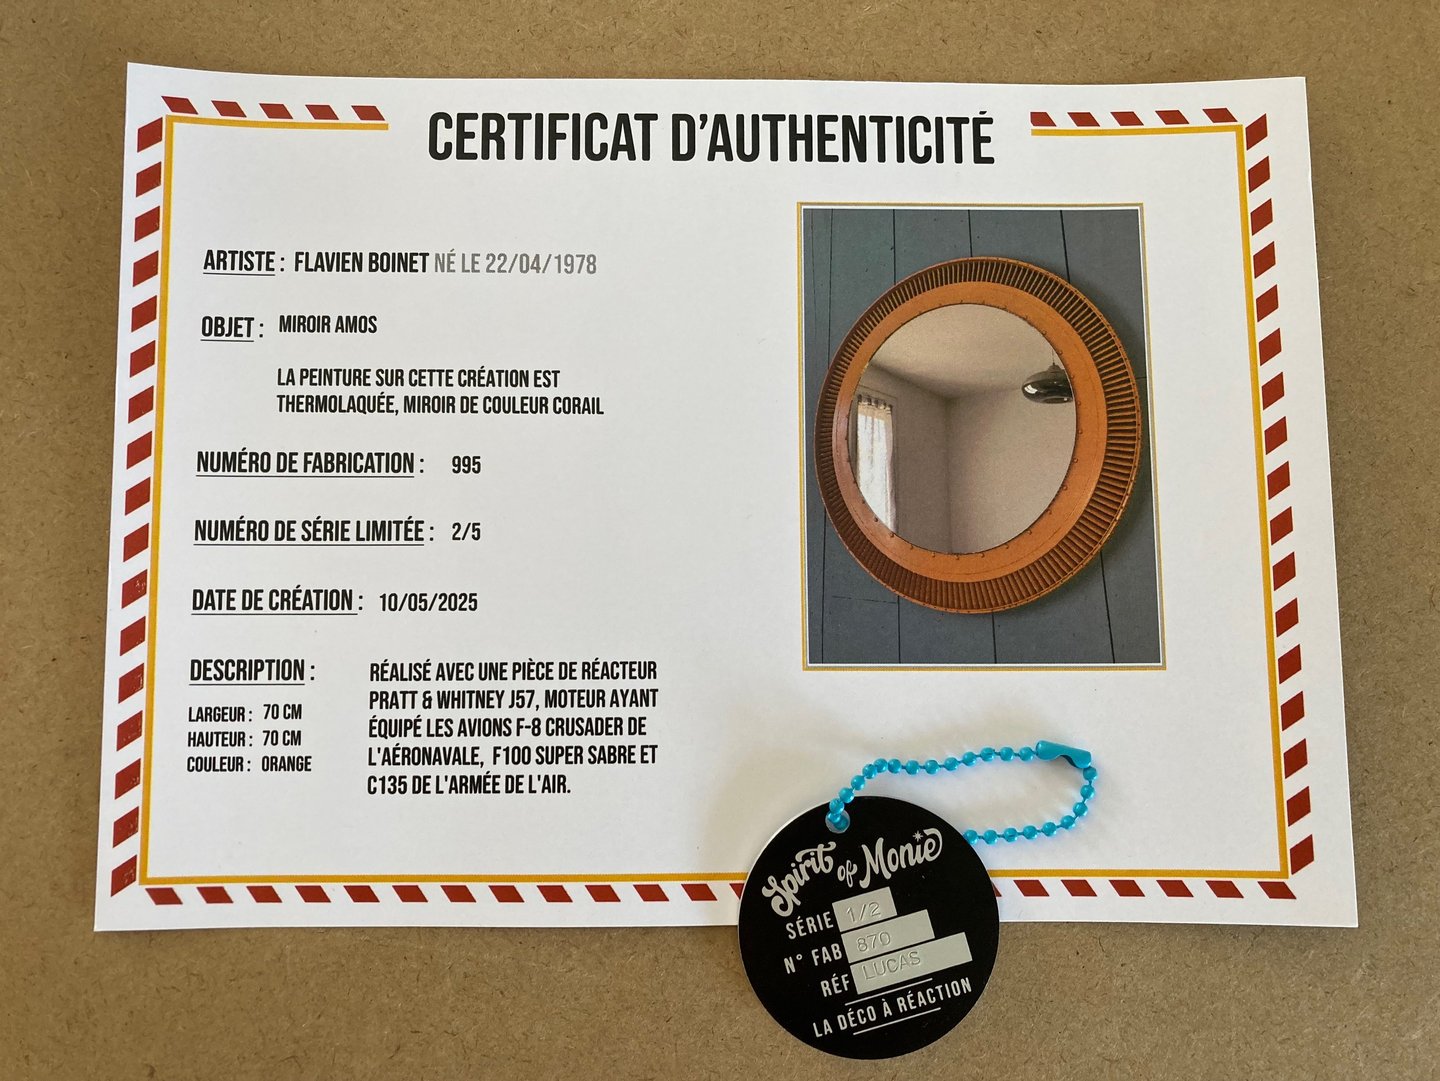 CERTIFICAT D'AUTHENTICITÉ
ARTISTE : FLAVIEN BOINET NÉ LE 22/04/1978
OBJET : MIROIR AMOS
LA PEINTURE SUR CETTE CRÉATION EST
THERMOLAQUÉE, MIROIR DE COULEUR CORAIL
NUMÉRO DE FABRICATION : 995
NUMÉRO DE SÉRIE LIMITÉE : 2/5
DATE DE CRÉATION : 10/05/2025
DESCRIPTION :
LARGEUR : 70 CM
HAUTEUR : 70 CM
COULEUR : ORANGE
RÉALISÉ AVEC UNE PIÈCE DE RÉACTEUR
PRATT & WHITNEY J57, MOTEUR AYANT
ÉQUIPÉ LES AVIONS F-8 CRUSADER DE
L'AÉRONAVALE, F100 SUPER SABRE ET
C135 DE L'ARMÉE DE L'AIR.
Spirit of Monie
SÉRIE 1/2
N° FAB 870
RÉF LUCAS
LA DÉCO À RÉACTION